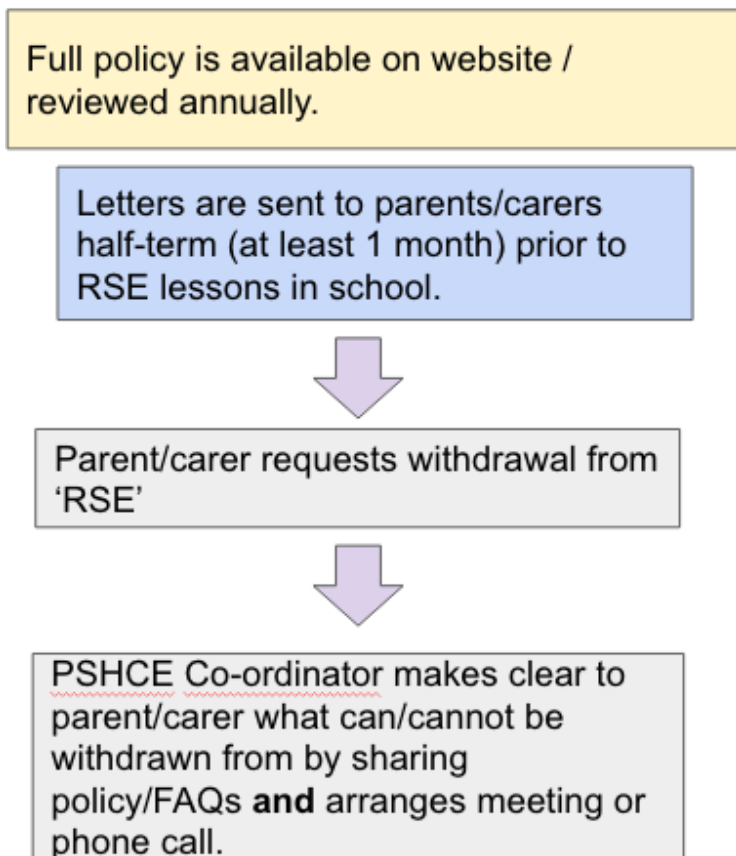 Full policy is available on website /
reviewed annually.
Letters are sent to parents/carers
half-term (at least 1 month) prior to
RSE lessons in school.
Parent/carer requests withdrawal from
‘RSE’
PSHCE Co-ordinator makes clear to
parent/carer what can/cannot be
withdrawn from by sharing
policy/FAQs and arranges meeting or
phone call.